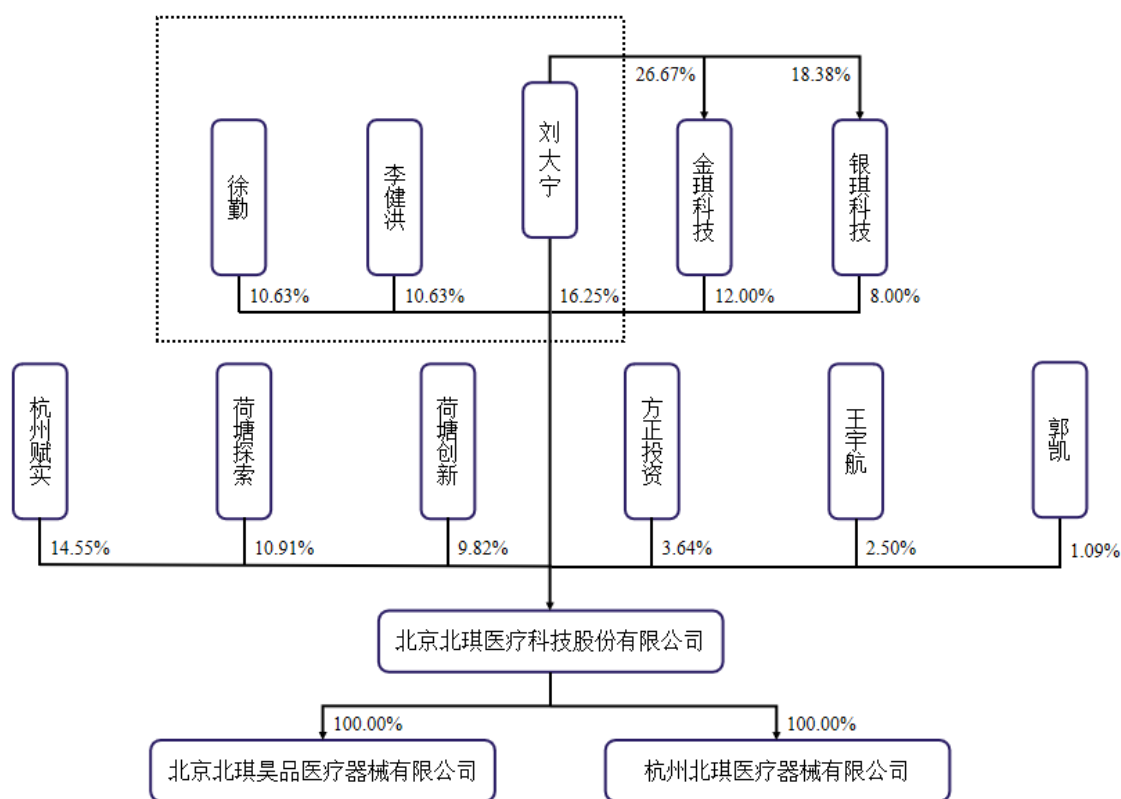 26.67%
18.38%
徐勤
李健洪
刘大宁
金琪科技
银琪科技
10.63%
10.63%
16.25%
12.00%
8.00%
杭州赋实
荷塘探索
荷塘创新
方正投资
王宇航
郭凯
14.55%
10.91%
9.82%
3.64%
2.50%
1.09%
北京北琪医疗科技股份有限公司
100.00%
100.00%
北京北琪昊品医疗器械有限公司
杭州北琪医疗器械有限公司